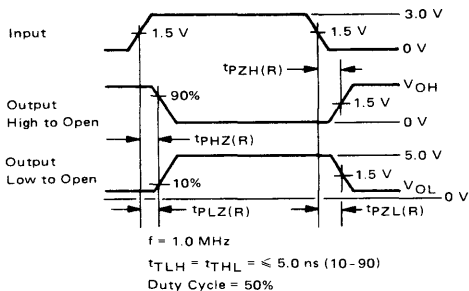 Input
1.5 V
1.5 V
3.0 V
0 V
tPZH(R)
Output
High to Open
90%
1.5 V
VOH
0 V
tPHZ(R)
Output
Low to Open
10%
1.5 V
5.0 V
VOL
0 V
tPLZ(R)
tPZL(R)
f = 1.0 MHz
tTLH = tTHL = ⩽ 5.0 ns (10-90)
Duty Cycle = 50%